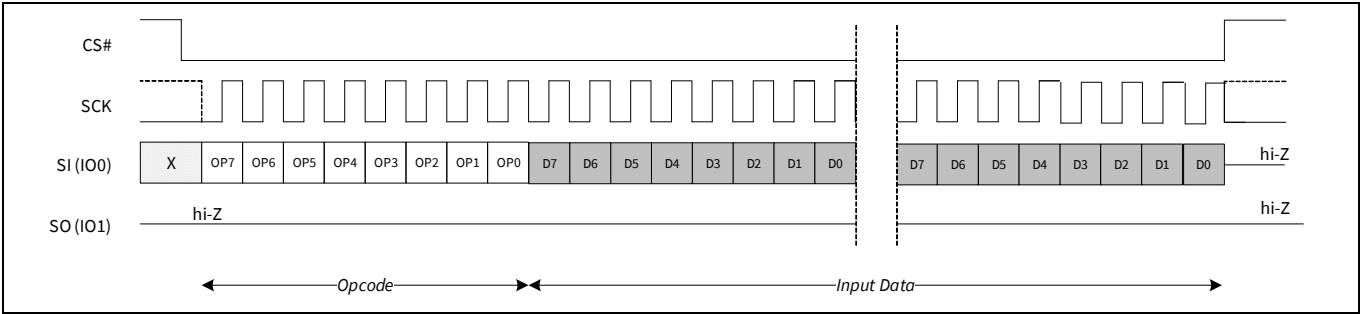 CS#
SCK
SI (IO0) X OP7 OP6 OP5 OP4 OP3 OP2 OP1 OP0 D7 D6 D5 D4 D3 D2 D1 D0 D7 D6 D5 D4 D3 D2 D1 D0 hi-Z
SO (IO1) hi-Z hi-Z
Opcode Input Data